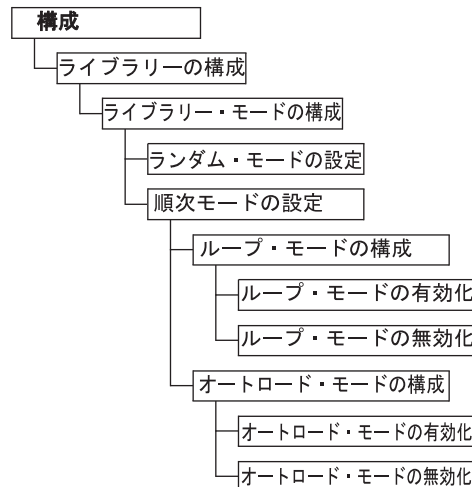 構成
ライブラリーの構成
ライブラリー・モードの構成
ランダム・モードの設定
順次モードの設定
ループ・モードの構成
ループ・モードの有効化
ループ・モードの無効化
オートロード・モードの構成
オートロード・モードの有効化
オートロード・モードの無効化